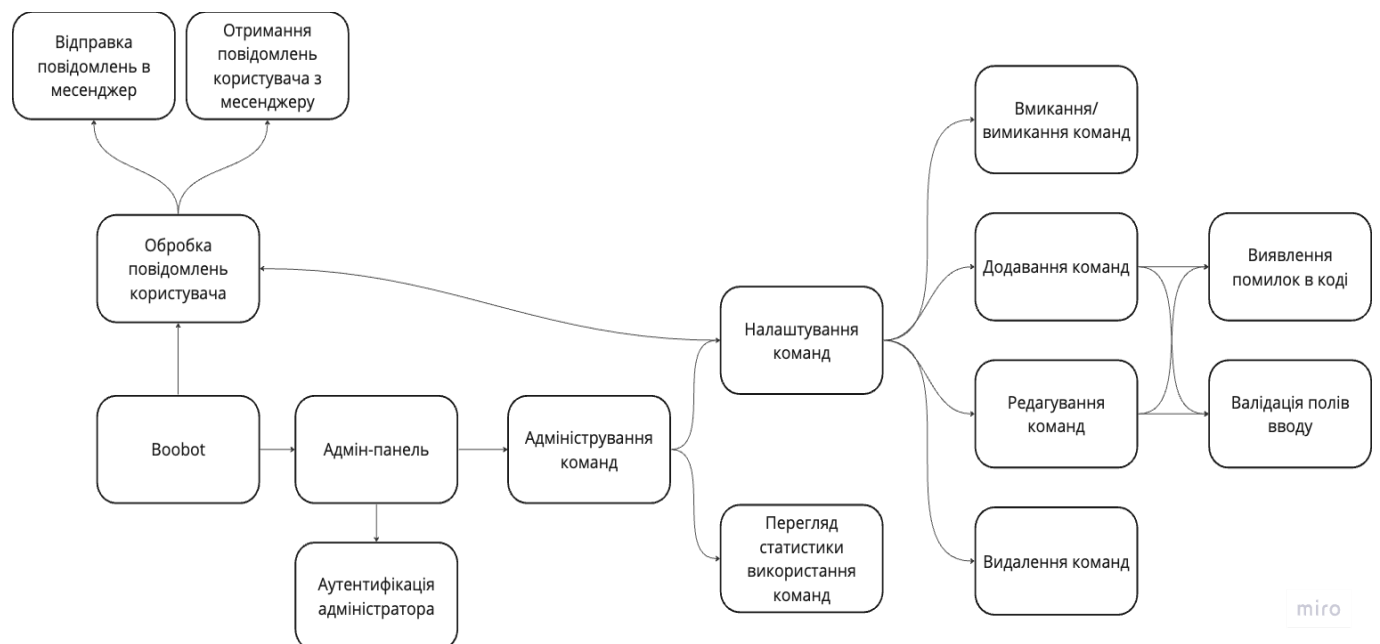 Відправка
повідомлень в
месенджер
Отримання
повідомлень
користувача з
месенджеру
Вмикання/
вимикання команд
Обробка
повідомлень
користувача
Додавання команд
Виявлення
помилок в коді
Налаштування
команд
Редагування
команд
Валідація полів
вводу
Boobot
Адмін-панель
Адміністрування
команд
Перегляд
статистики
використання
команд
Видалення команд
Аутентифікація
адміністратора
miro